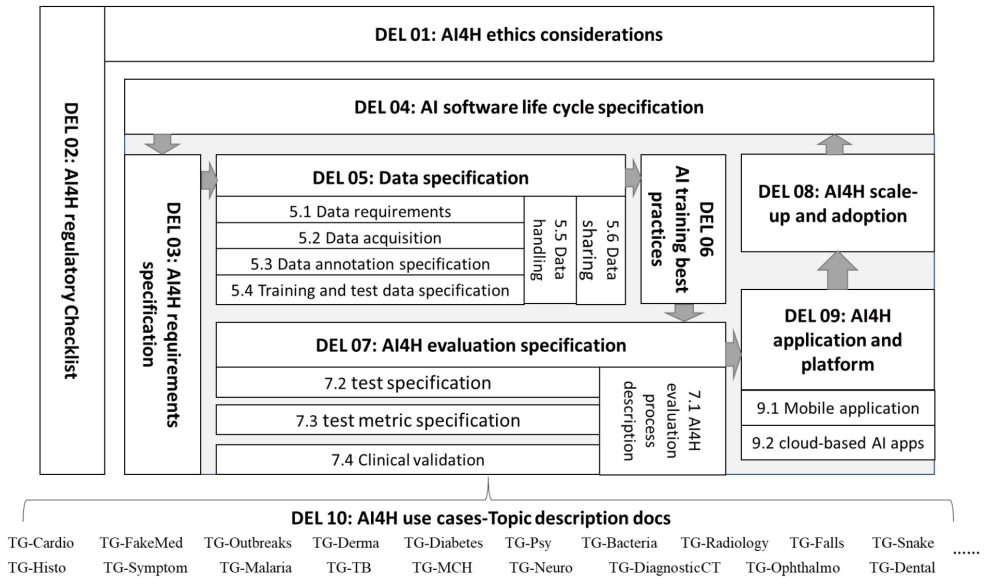 DEL 01: AI4H ethics considerations
DEL 02: AI4H regulatory Checklist
DEL 04: AI software life cycle specification
DEL 03: AI4H requirements
specification
DEL 05: Data specification
5.1 Data requirements
5.2 Data acquisition
5.3 Data annotation specification
5.4 Training and test data specification
5.5 Data
handling
5.6 Data
sharing
DEL 06
AI training best
practices
DEL 07: AI4H evaluation specification
7.2 test specification
7.3 test metric specification
7.4 Clinical validation
7.1 AI4H
evaluation
process
description
DEL 08: AI4H scale-
up and adoption
DEL 09: AI4H
application and
platform
9.1 Mobile application
9.2 cloud-based AI apps
DEL 10: AI4H use cases-Topic description docs
TG-Cardio TG-FakeMed TG-Outbreaks TG-Derma TG-Diabetes TG-Psy TG-Bacteria TG-Radiology TG-Falls TG-Snake
......
TG-Histo TG-Symptom TG-Malaria TG-TB TG-MCH TG-Neuro TG-DiagnosticCT TG-Ophthalmo TG-Dental